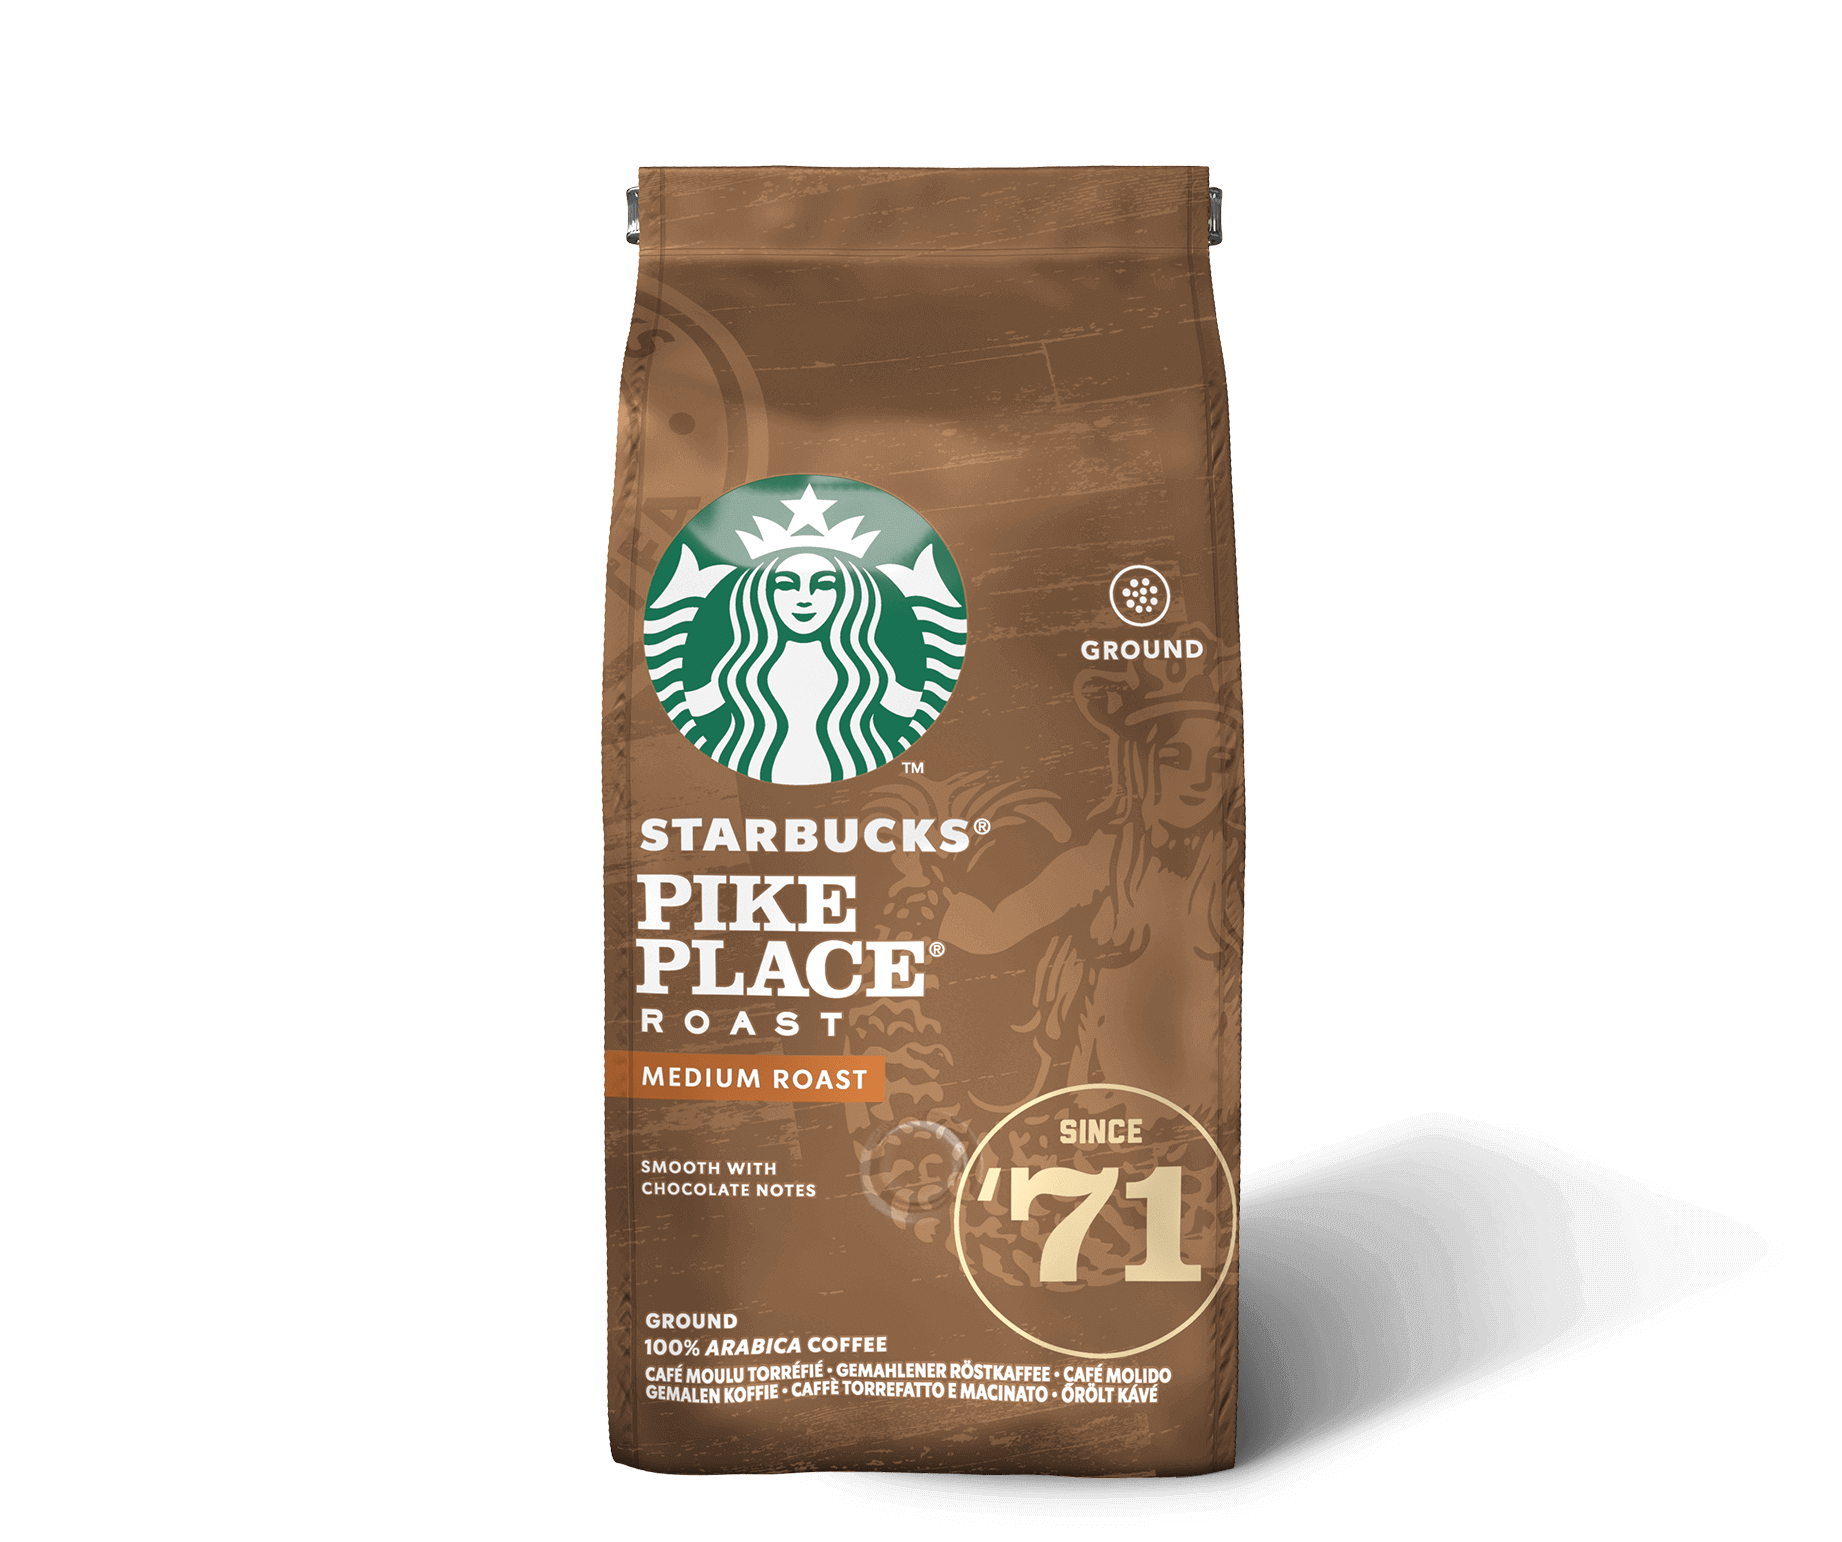 GROUND
™
STARBUCKS®
PIKE
PLACE®
ROAST
MEDIUM ROAST
SINCE
'71
SMOOTH WITH
CHOCOLATE NOTES
GROUND
100% ARABICA COFFEE
CAFÉ MOULU TORRÉFIÉ • GEMAHLENER RÖSTKAFFEE • CAFÉ MOLIDO
GEMALEN KOFFIE • CAFFÈ TORREFATTO E MACINATO • ŐRÖLT KÁVÉ